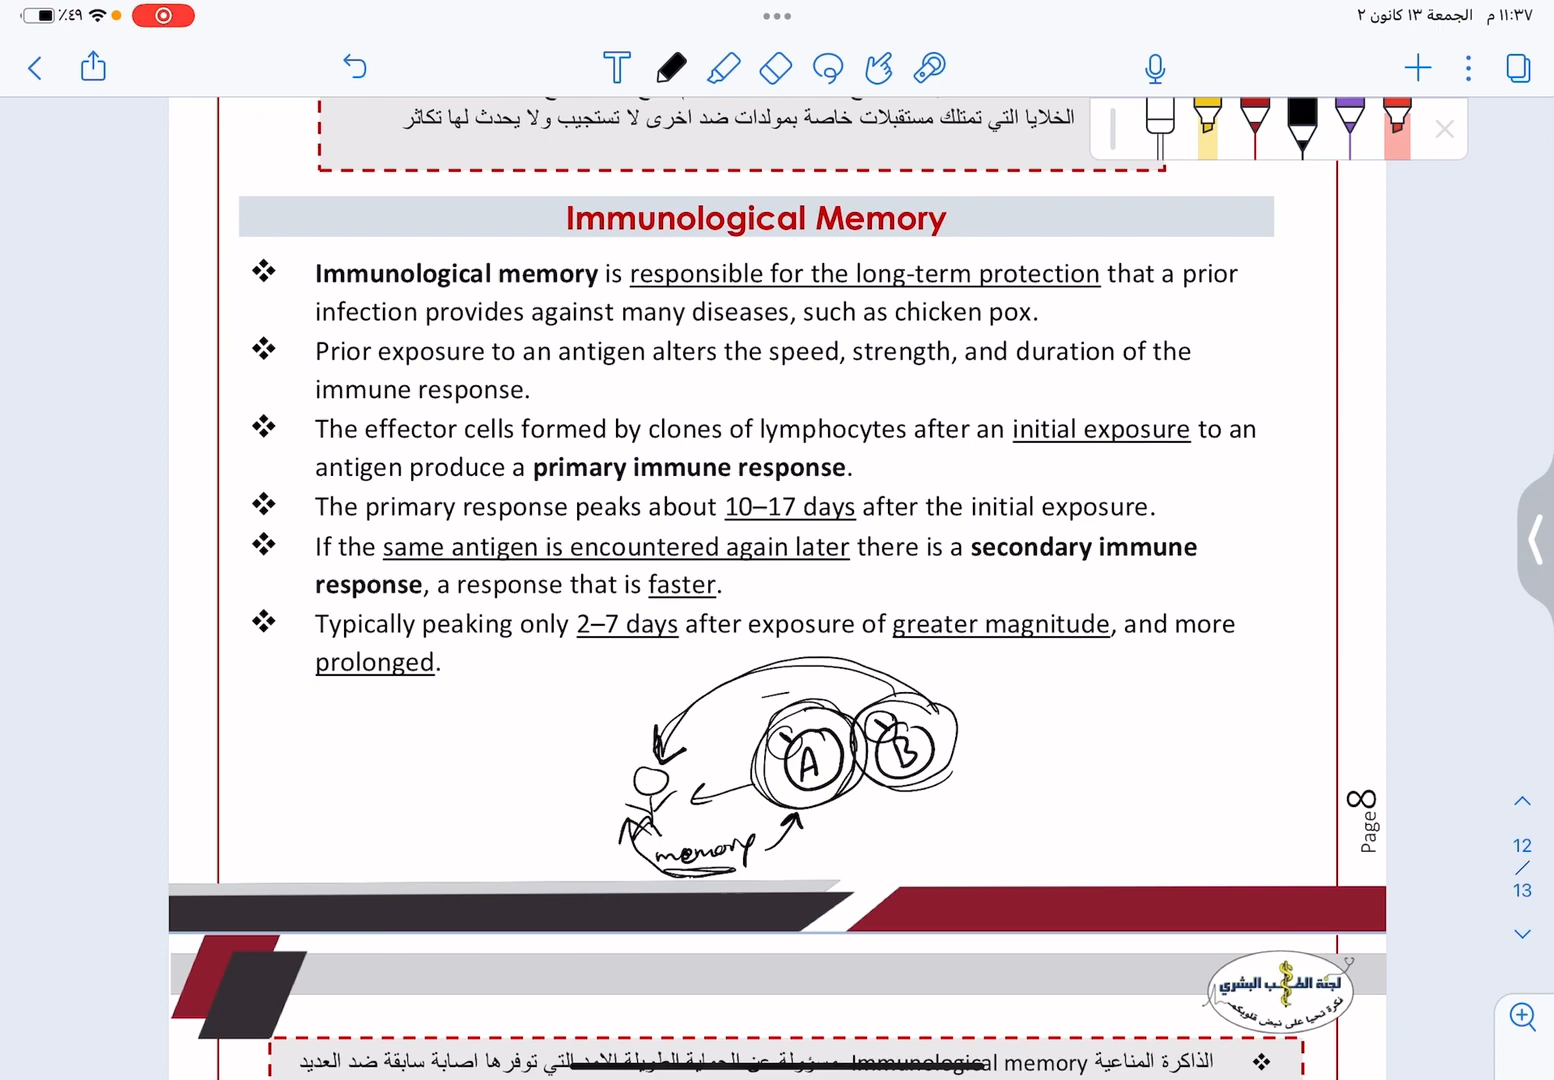 ٪٤٩
١١:٣٧ م الجمعة ١٣ كانون ٢
الخلايا التي تمتلك مستقبلات خاصة بمولدات ضد اخرى لا تستجيب ولا يحدث لها تكاثر
Immunological Memory
❖ Immunological memory is responsible for the long-term protection that a prior
infection provides against many diseases, such as chicken pox.
❖ Prior exposure to an antigen alters the speed, strength, and duration of the
immune response.
❖ The effector cells formed by clones of lymphocytes after an initial exposure to an
antigen produce a primary immune response.
❖ The primary response peaks about 10–17 days after the initial exposure.
❖ If the same antigen is encountered again later there is a secondary immune
response, a response that is faster.
❖ Typically peaking only 2–7 days after exposure of greater magnitude, and more
prolonged.
A B
memory
Page 8
12
/
13
لجنة الطب البشري
فكرة تحيا على نبض قلوبكم
❖ الذاكرة المناعية Immunological memory مسؤولة عن الحماية الطويلة الامد التي توفرها اصابة سابقة ضد العديد